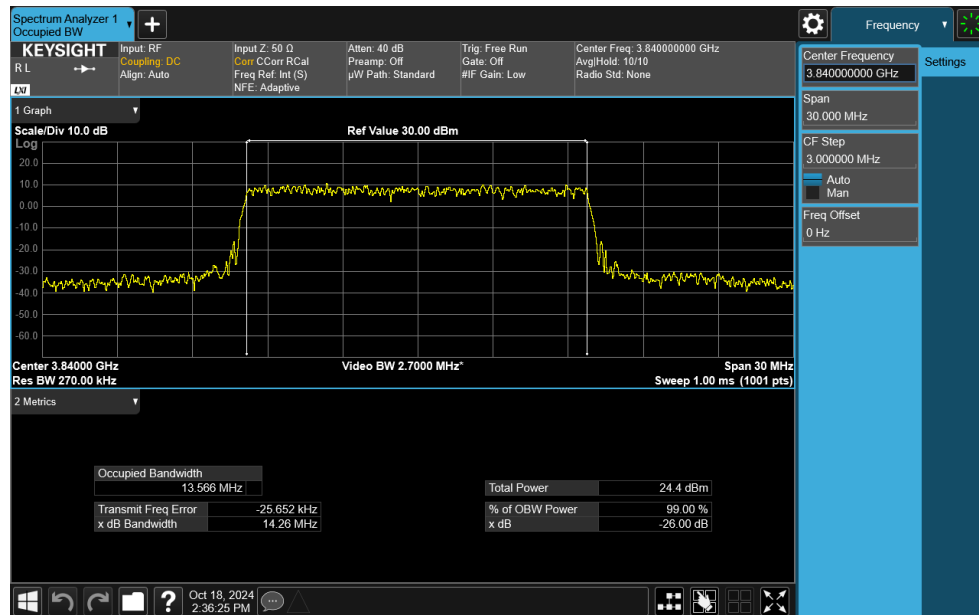 Spectrum Analyzer 1
Occupied BW
Frequency
KEYSIGHT
R L
LXI
Input: RF
Coupling: DC
Align: Auto
Input Z: 50 Ω
Corr CCorr RCal
Freq Ref: Int (S)
NFE: Adaptive
Atten: 40 dB
Preamp: Off
µW Path: Standard
Trig: Free Run
Gate: Off
#IF Gain: Low
Center Freq: 3.840000000 GHz
Avg|Hold: 10/10
Radio Std: None
Center Frequency
3.840000000 GHz
Settings
Span
30.000 MHz
CF Step
3.000000 MHz
Auto
Man
Freq Offset
0 Hz
1 Graph
Scale/Div 10.0 dB
Ref Value 30.00 dBm
Log
20.0
10.0
0.00
-10.0
-20.0
-30.0
-40.0
-50.0
-60.0
Center 3.84000 GHz
Video BW 2.7000 MHz*
Span 30 MHz
Res BW 270.00 kHz
Sweep 1.00 ms (1001 pts)
2 Metrics
Occupied Bandwidth
13.566 MHz
Transmit Freq Error -25.652 kHz
x dB Bandwidth 14.26 MHz
Total Power 24.4 dBm
% of OBW Power 99.00 %
x dB -26.00 dB
?
Oct 18, 2024
2:36:25 PM